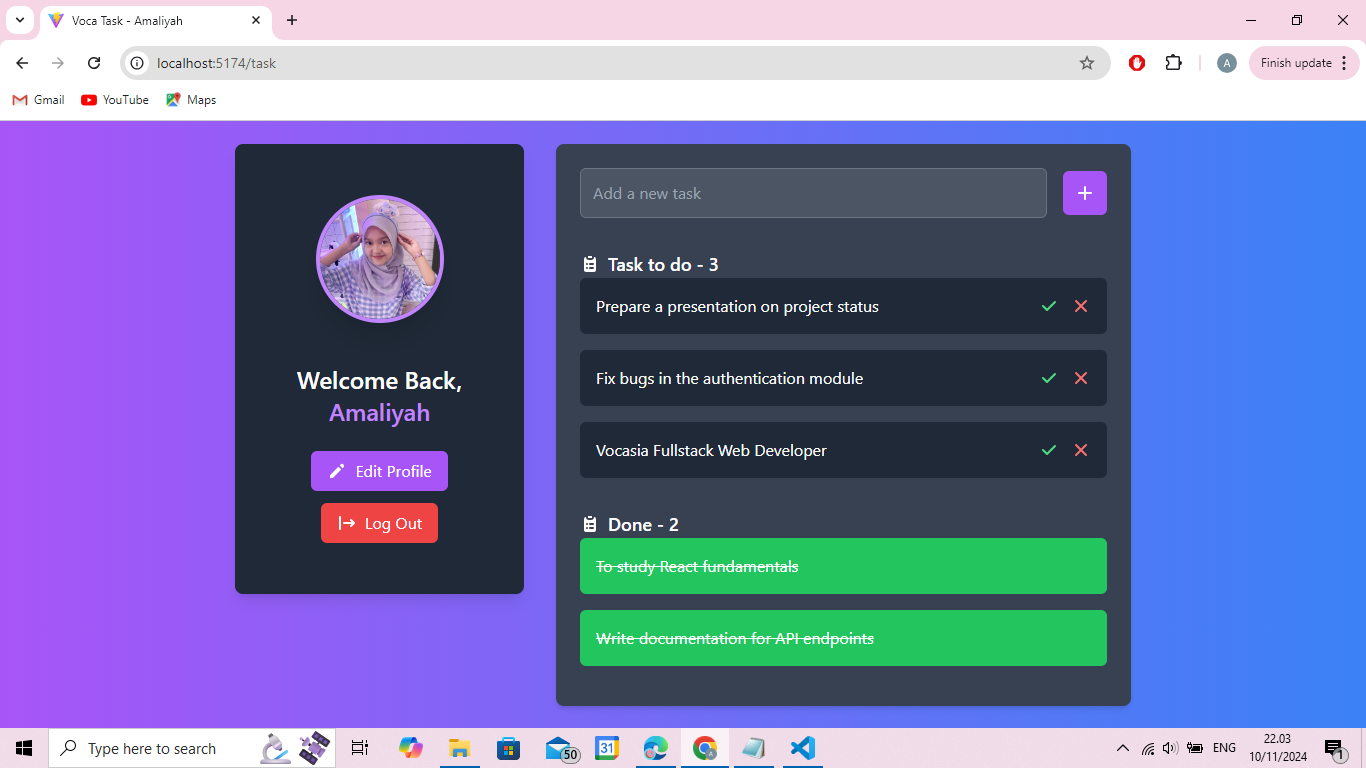 Voca Task - Amaliyah
localhost:5174/task
A
Finish update
Gmail
YouTube
Maps
Add a new task
Task to do - 3
Prepare a presentation on project status
Welcome Back,
Amaliyah
Fix bugs in the authentication module
Vocasia Fullstack Web Developer
Edit Profile
Log Out
Done - 2
To study React fundamentals
Write documentation for API endpoints
Type here to search
50
31
A
ENG
22.03
10/11/2024
1